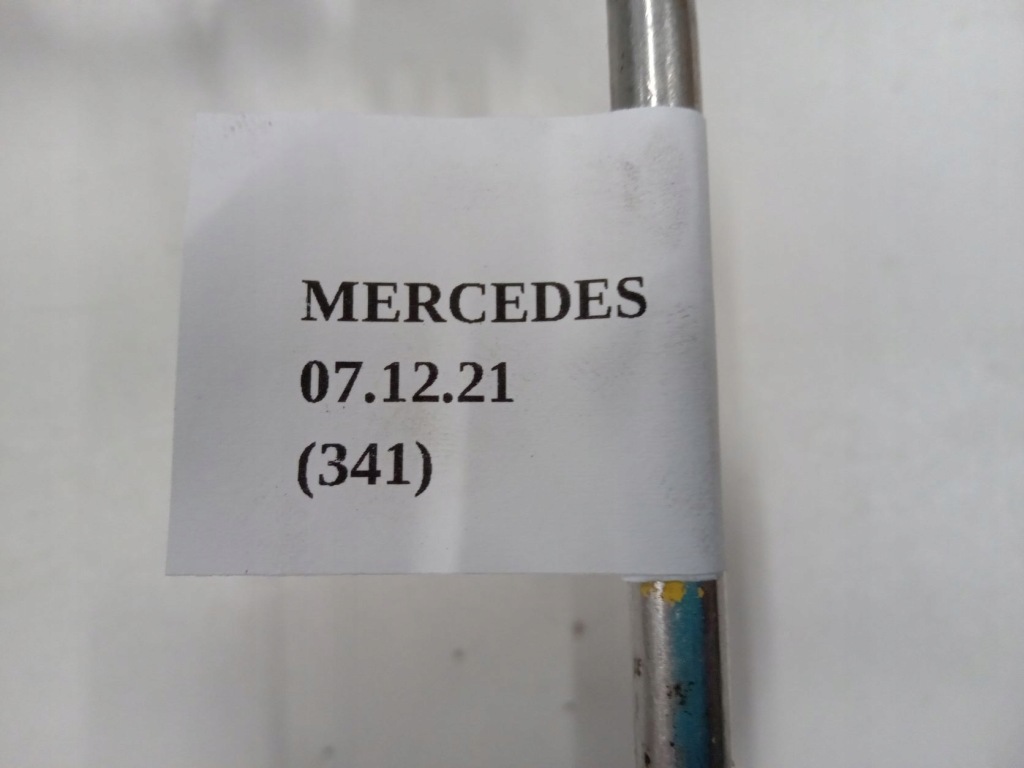 MERCEDES
07.12.21
(341)